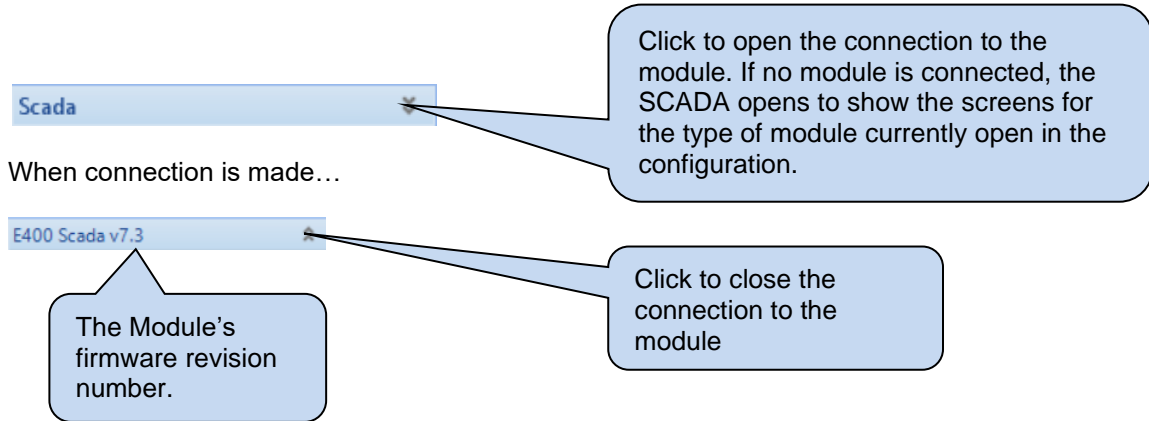 Click to open the connection to the
module. If no module is connected, the
SCADA opens to show the screens for
the type of module currently open in the
configuration.
Scada
When connection is made…
E400 Scada v7.3
Click to close the
connection to the
module
The Module’s
firmware revision
number.